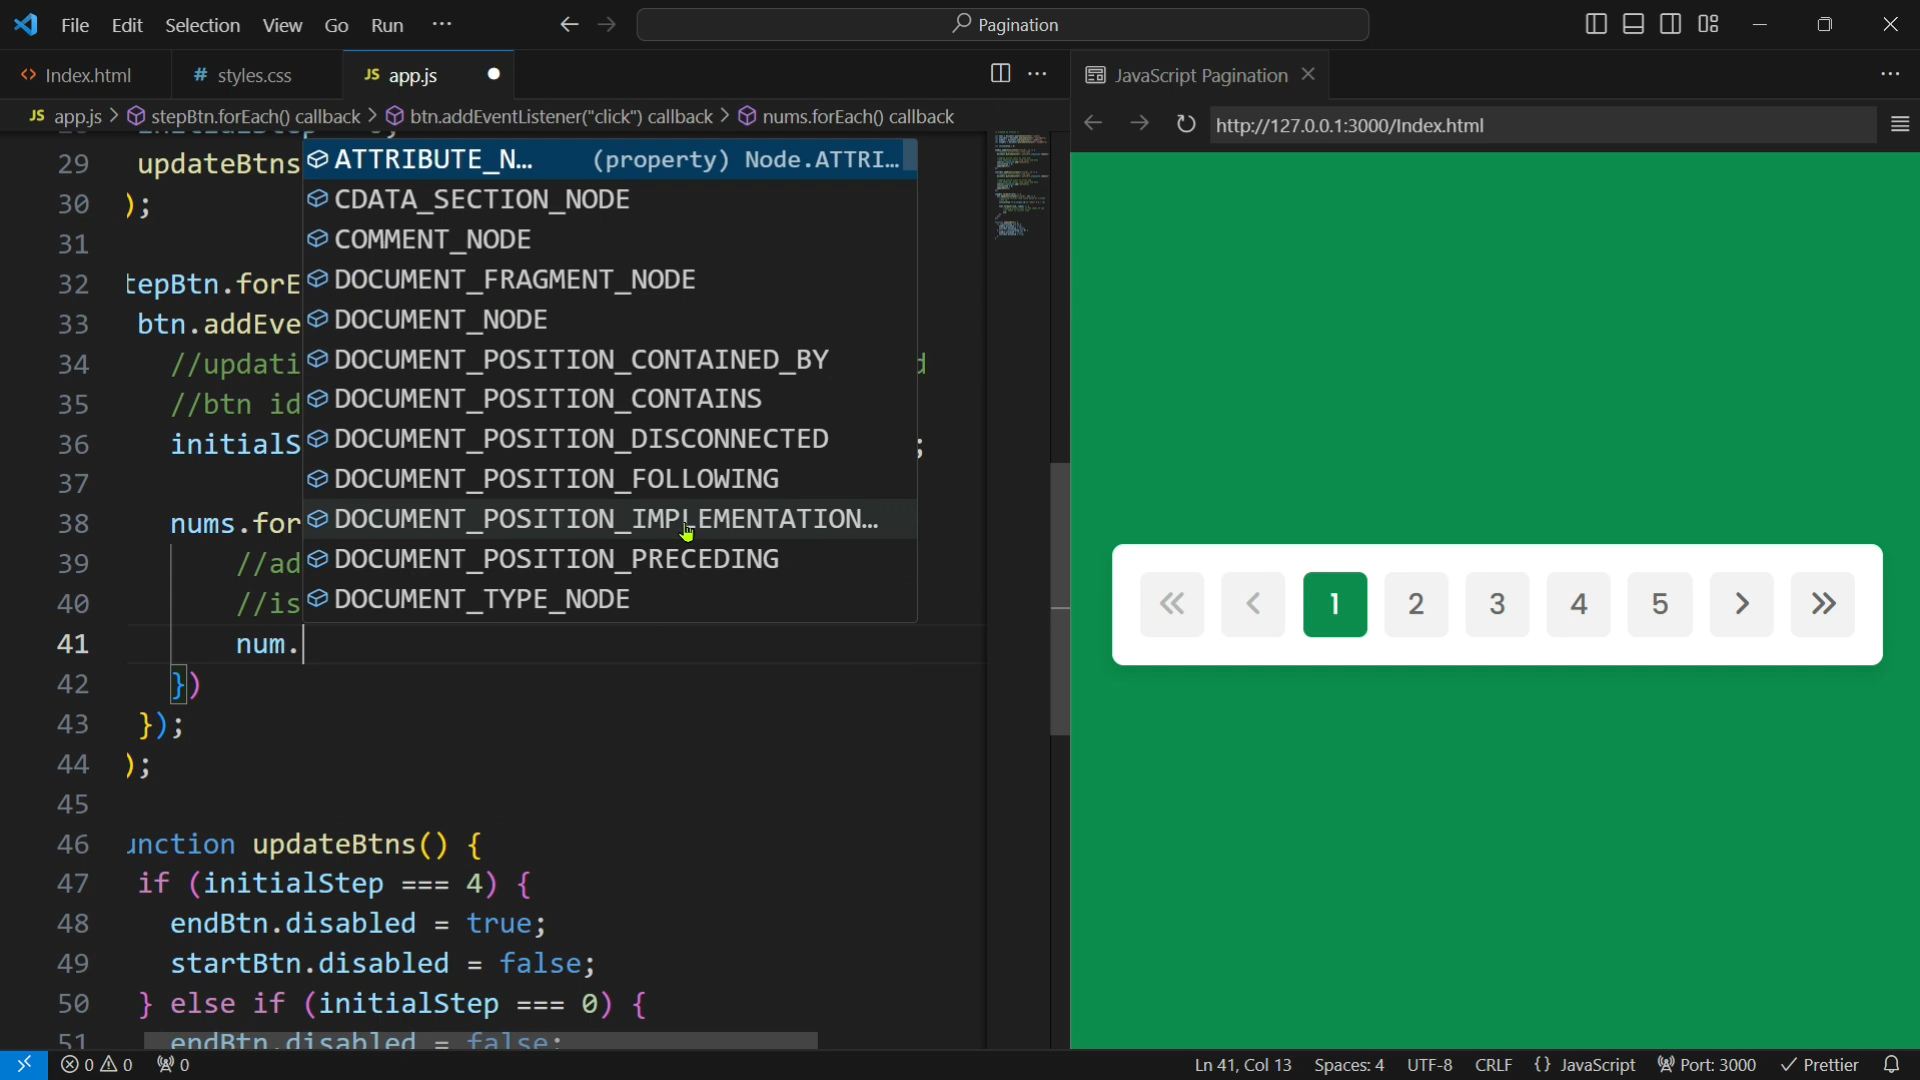 File Edit Selection View Go Run ··· Pagination
Index.html styles.css JS app.js
JS app.js > stepBtn.forEach() callback > btn.addEventListener("click") callback > nums.forEach() callback
29 updateBtns
30 );
31
32 tepBtn.forE
33 btn.addEve
34 //updati d
35 //btn id
36 initialS ;
37
38 nums.for
39 //ad
40 //is
41 num.
42 })
43 });
44 );
45
46 unction updateBtns() {
47 if (initialStep === 4) {
48 endBtn.disabled = true;
49 startBtn.disabled = false;
50 } else if (initialStep === 0) {
51 endBtn.disabled = false;
ATTRIBUTE_N... (property) Node.ATTRI...
CDATA_SECTION_NODE
COMMENT_NODE
DOCUMENT_FRAGMENT_NODE
DOCUMENT_NODE
DOCUMENT_POSITION_CONTAINED_BY
DOCUMENT_POSITION_CONTAINS
DOCUMENT_POSITION_DISCONNECTED
DOCUMENT_POSITION_FOLLOWING
DOCUMENT_POSITION_IMPLEMENTATION...
DOCUMENT_POSITION_PRECEDING
DOCUMENT_TYPE_NODE
JavaScript Pagination
http://127.0.0.1:3000/Index.html
« < 1 2 3 4 5 > »
0 0 0 Ln 41, Col 13 Spaces: 4 UTF-8 CRLF {} JavaScript Port: 3000 Prettier